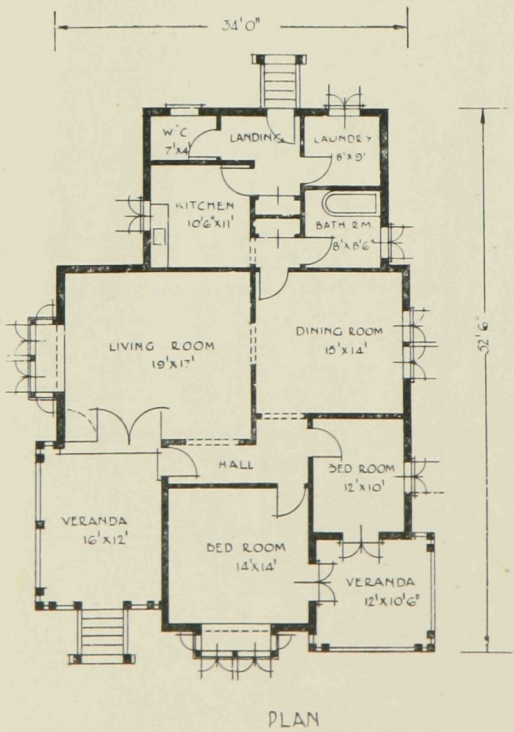 34'0"
W.C
7'X4'
LANDING
LAUNDRY
8'X9'
KITCHEN
10'6"X11'
BATH RM
8'X8'6"
52'6"
LIVING ROOM
19'X17'
DINING ROOM
15'X14'
HALL
BED ROOM
12'X10'
VERANDA
16'X12'
BED ROOM
14'X14'
VERANDA
12'X10'6"
PLAN